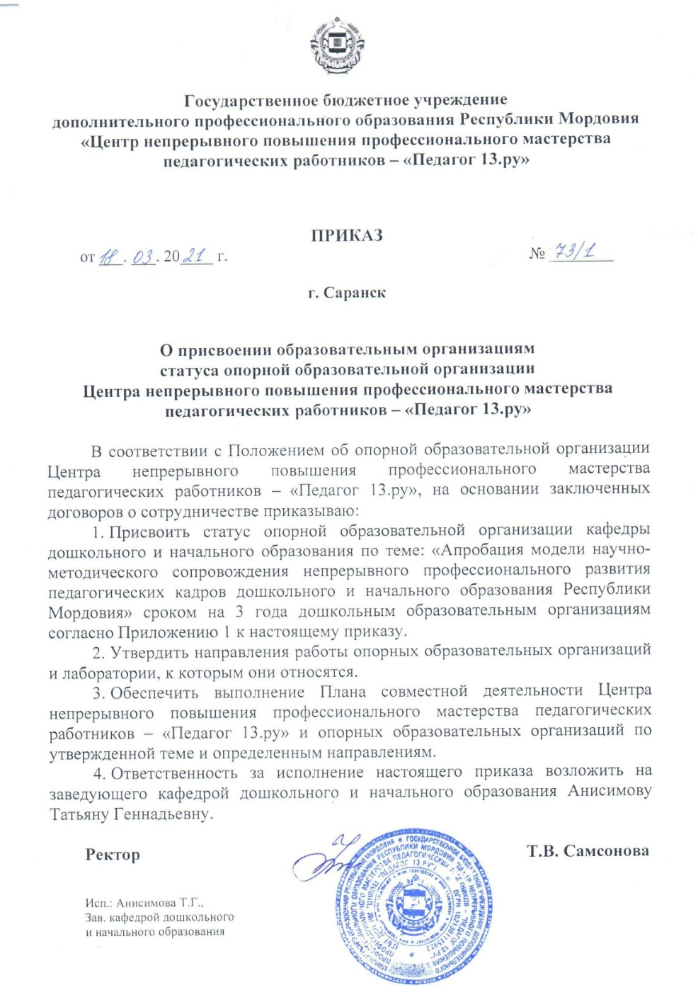 Государственное бюджетное учреждение
дополнительного профессионального образования Республики Мордовия
«Центр непрерывного повышения профессионального мастерства
педагогических работников – «Педагог 13.ру»
ПРИКАЗ
от 18. 03. 2021 г. № 73/1
г. Саранск
О присвоении образовательным организациям
статуса опорной образовательной организации
Центра непрерывного повышения профессионального мастерства
педагогических работников – «Педагог 13.ру»
В соответствии с Положением об опорной образовательной организации
Центра непрерывного повышения профессионального мастерства
педагогических работников – «Педагог 13.ру», на основании заключенных
договоров о сотрудничестве приказываю:
1. Присвоить статус опорной образовательной организации кафедры
дошкольного и начального образования по теме: «Апробация модели научно-
методического сопровождения непрерывного профессионального развития
педагогических кадров дошкольного и начального образования Республики
Мордовия» сроком на 3 года дошкольным образовательным организациям
согласно Приложению 1 к настоящему приказу.
2. Утвердить направления работы опорных образовательных организаций
и лаборатории, к которым они относятся.
3. Обеспечить выполнение Плана совместной деятельности Центра
непрерывного повышения профессионального мастерства педагогических
работников – «Педагог 13.ру» и опорных образовательных организаций по
утвержденной теме и определенным направлениям.
4. Ответственность за исполнение настоящего приказа возложить на
заведующего кафедрой дошкольного и начального образования Анисимову
Татьяну Геннадьевну.
Ректор Т.В. Самсонова
Исп.: Анисимова Т.Г.,
Зав. кафедрой дошкольного
и начального образования